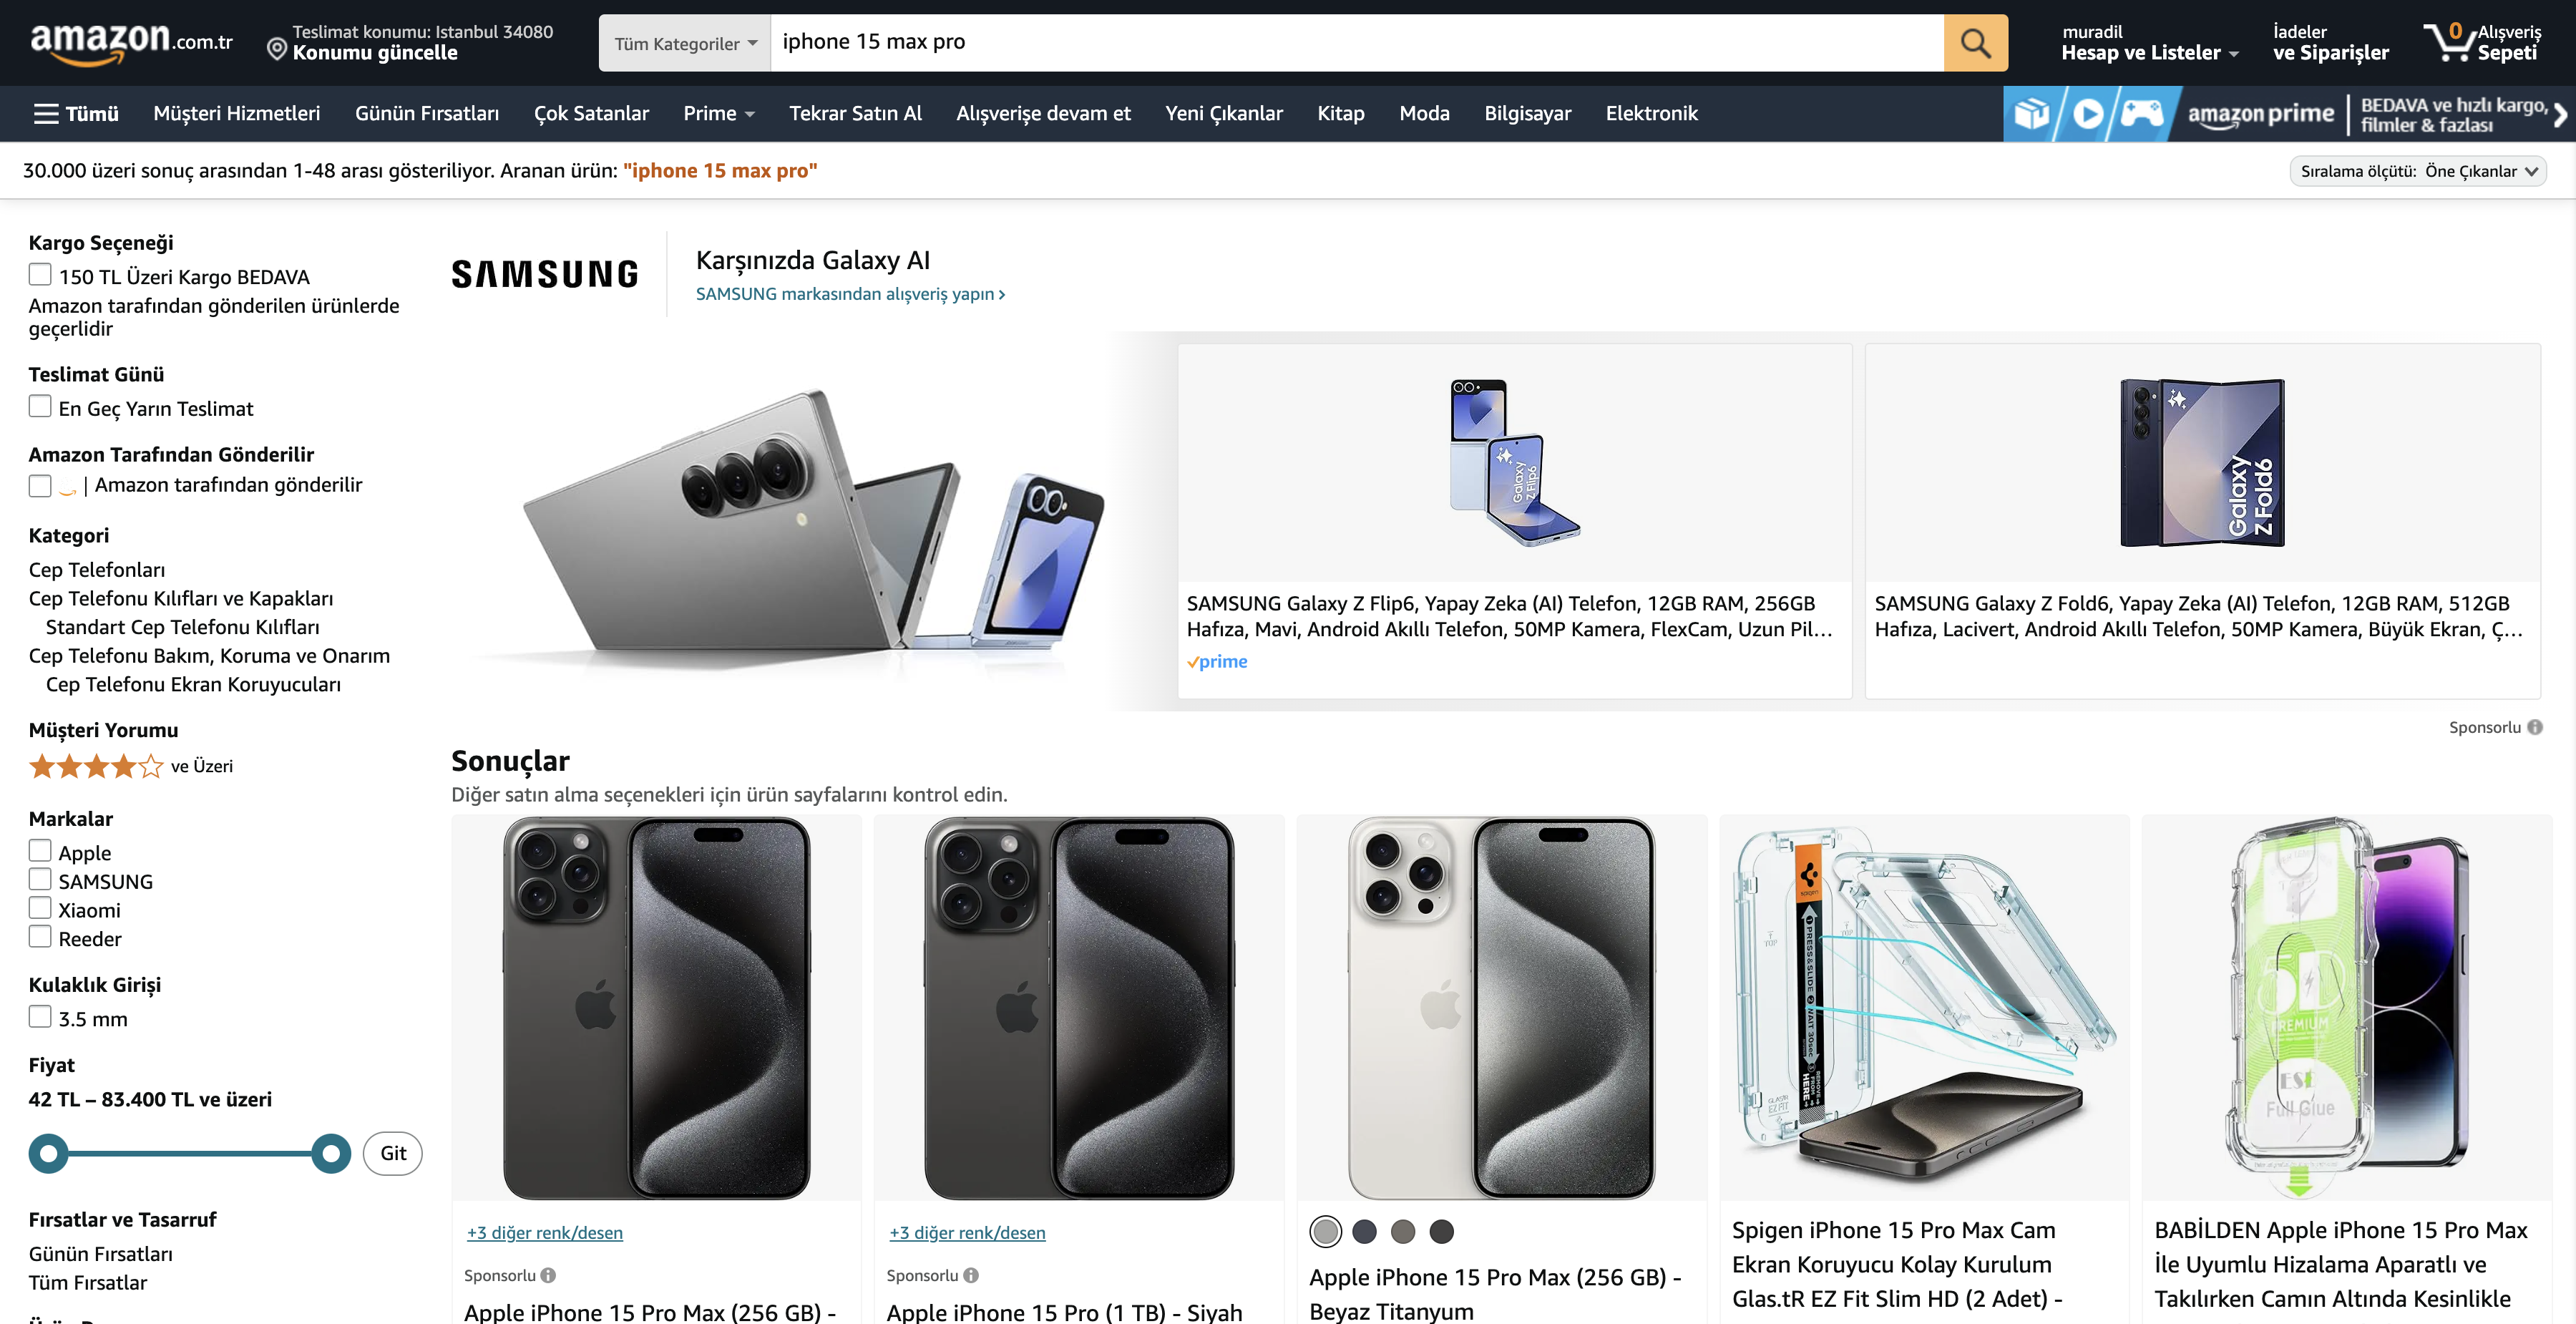 amazon.com.tr
Teslimat konumu: Istanbul 34080
Konumu güncelle
Tüm Kategoriler
iphone 15 max pro
muradil
Hesap ve Listeler
İadeler
ve Siparişler
0
Alışveriş
Sepeti
Tümü
Müşteri Hizmetleri
Günün Fırsatları
Çok Satanlar
Prime
Tekrar Satın Al
Alışverişe devam et
Yeni Çıkanlar
Kitap
Moda
Bilgisayar
Elektronik
amazon prime
BEDAVA ve hızlı kargo,
filmler & fazlası
30.000 üzeri sonuç arasından 1-48 arası gösteriliyor. Aranan ürün: "iphone 15 max pro"
Sıralama ölçütü: Öne Çıkanlar
Kargo Seçeneği
150 TL Üzeri Kargo BEDAVA
Amazon tarafından gönderilen ürünlerde
geçerlidir
Teslimat Günü
En Geç Yarın Teslimat
Amazon Tarafından Gönderilir
| Amazon tarafından gönderilir
Kategori
Cep Telefonları
Cep Telefonu Kılıfları ve Kapakları
Standart Cep Telefonu Kılıfları
Cep Telefonu Bakım, Koruma ve Onarım
Cep Telefonu Ekran Koruyucuları
Müşteri Yorumu
ve Üzeri
Markalar
Apple
SAMSUNG
Xiaomi
Reeder
Kulaklık Girişi
3.5 mm
Fiyat
42 TL – 83.400 TL ve üzeri
Git
Fırsatlar ve Tasarruf
Günün Fırsatları
Tüm Fırsatlar
SAMSUNG
Karşınızda Galaxy AI
SAMSUNG markasından alışveriş yapın ›
Galaxy
Z Flip6
SAMSUNG Galaxy Z Flip6, Yapay Zeka (AI) Telefon, 12GB RAM, 256GB
Hafıza, Mavi, Android Akıllı Telefon, 50MP Kamera, FlexCam, Uzun Pil…
prime
Galaxy
Z Fold6
SAMSUNG Galaxy Z Fold6, Yapay Zeka (AI) Telefon, 12GB RAM, 512GB
Hafıza, Lacivert, Android Akıllı Telefon, 50MP Kamera, Büyük Ekran, Ç…
Sponsorlu
Sonuçlar
Diğer satın alma seçenekleri için ürün sayfalarını kontrol edin.
+3 diğer renk/desen
Sponsorlu
Apple iPhone 15 Pro Max (256 GB) -
+3 diğer renk/desen
Sponsorlu
Apple iPhone 15 Pro (1 TB) - Siyah
Apple iPhone 15 Pro Max (256 GB) -
Beyaz Titanyum
spigen
PRESS & SLIDE
WAIT 30sec
HERE
TOP
TOP
EZ FIT
Spigen iPhone 15 Pro Max Cam
Ekran Koruyucu Kolay Kurulum
Glas.tR EZ Fit Slim HD (2 Adet) -
5D
PREMIUM
Full Glue
BABİLDEN Apple iPhone 15 Pro Max
İle Uyumlu Hizalama Aparatlı ve
Takılırken Camın Altında Kesinlikle